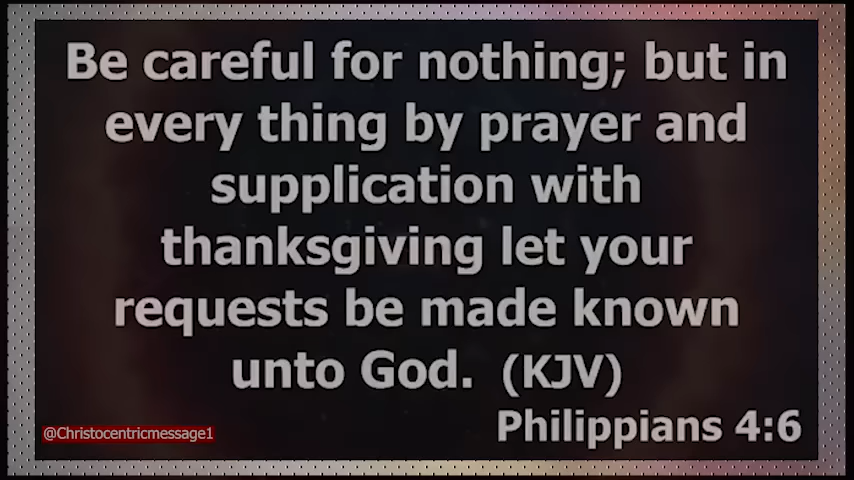 Be careful for nothing; but in
every thing by prayer and
supplication with
thanksgiving let your
requests be made known
unto God. (KJV)
Philippians 4:6
@Christocentricmessage1